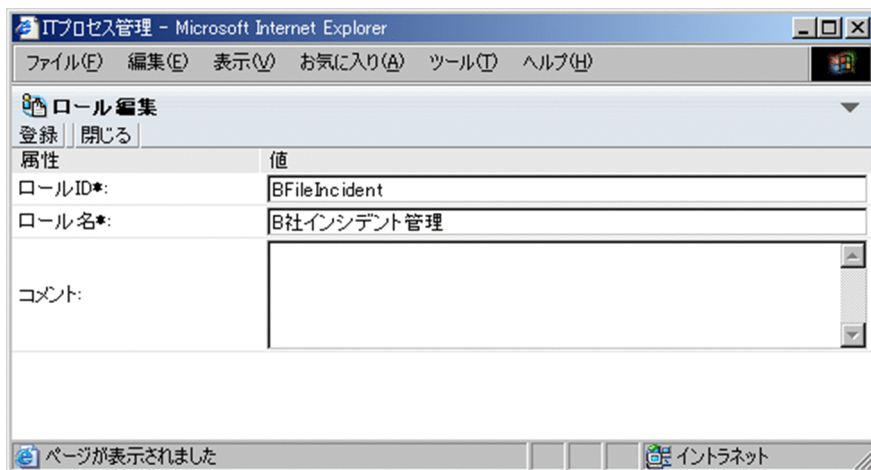 ITプロセス管理 - Microsoft Internet Explorer
ファイル(F) 編集(E) 表示(V) お気に入り(A) ツール(T) ヘルプ(H)
ロール編集
登録 閉じる
属性 値
ロールID*: BFileIncident
ロール名*: B社インシデント管理
コメント:
ページが表示されました イントラネット